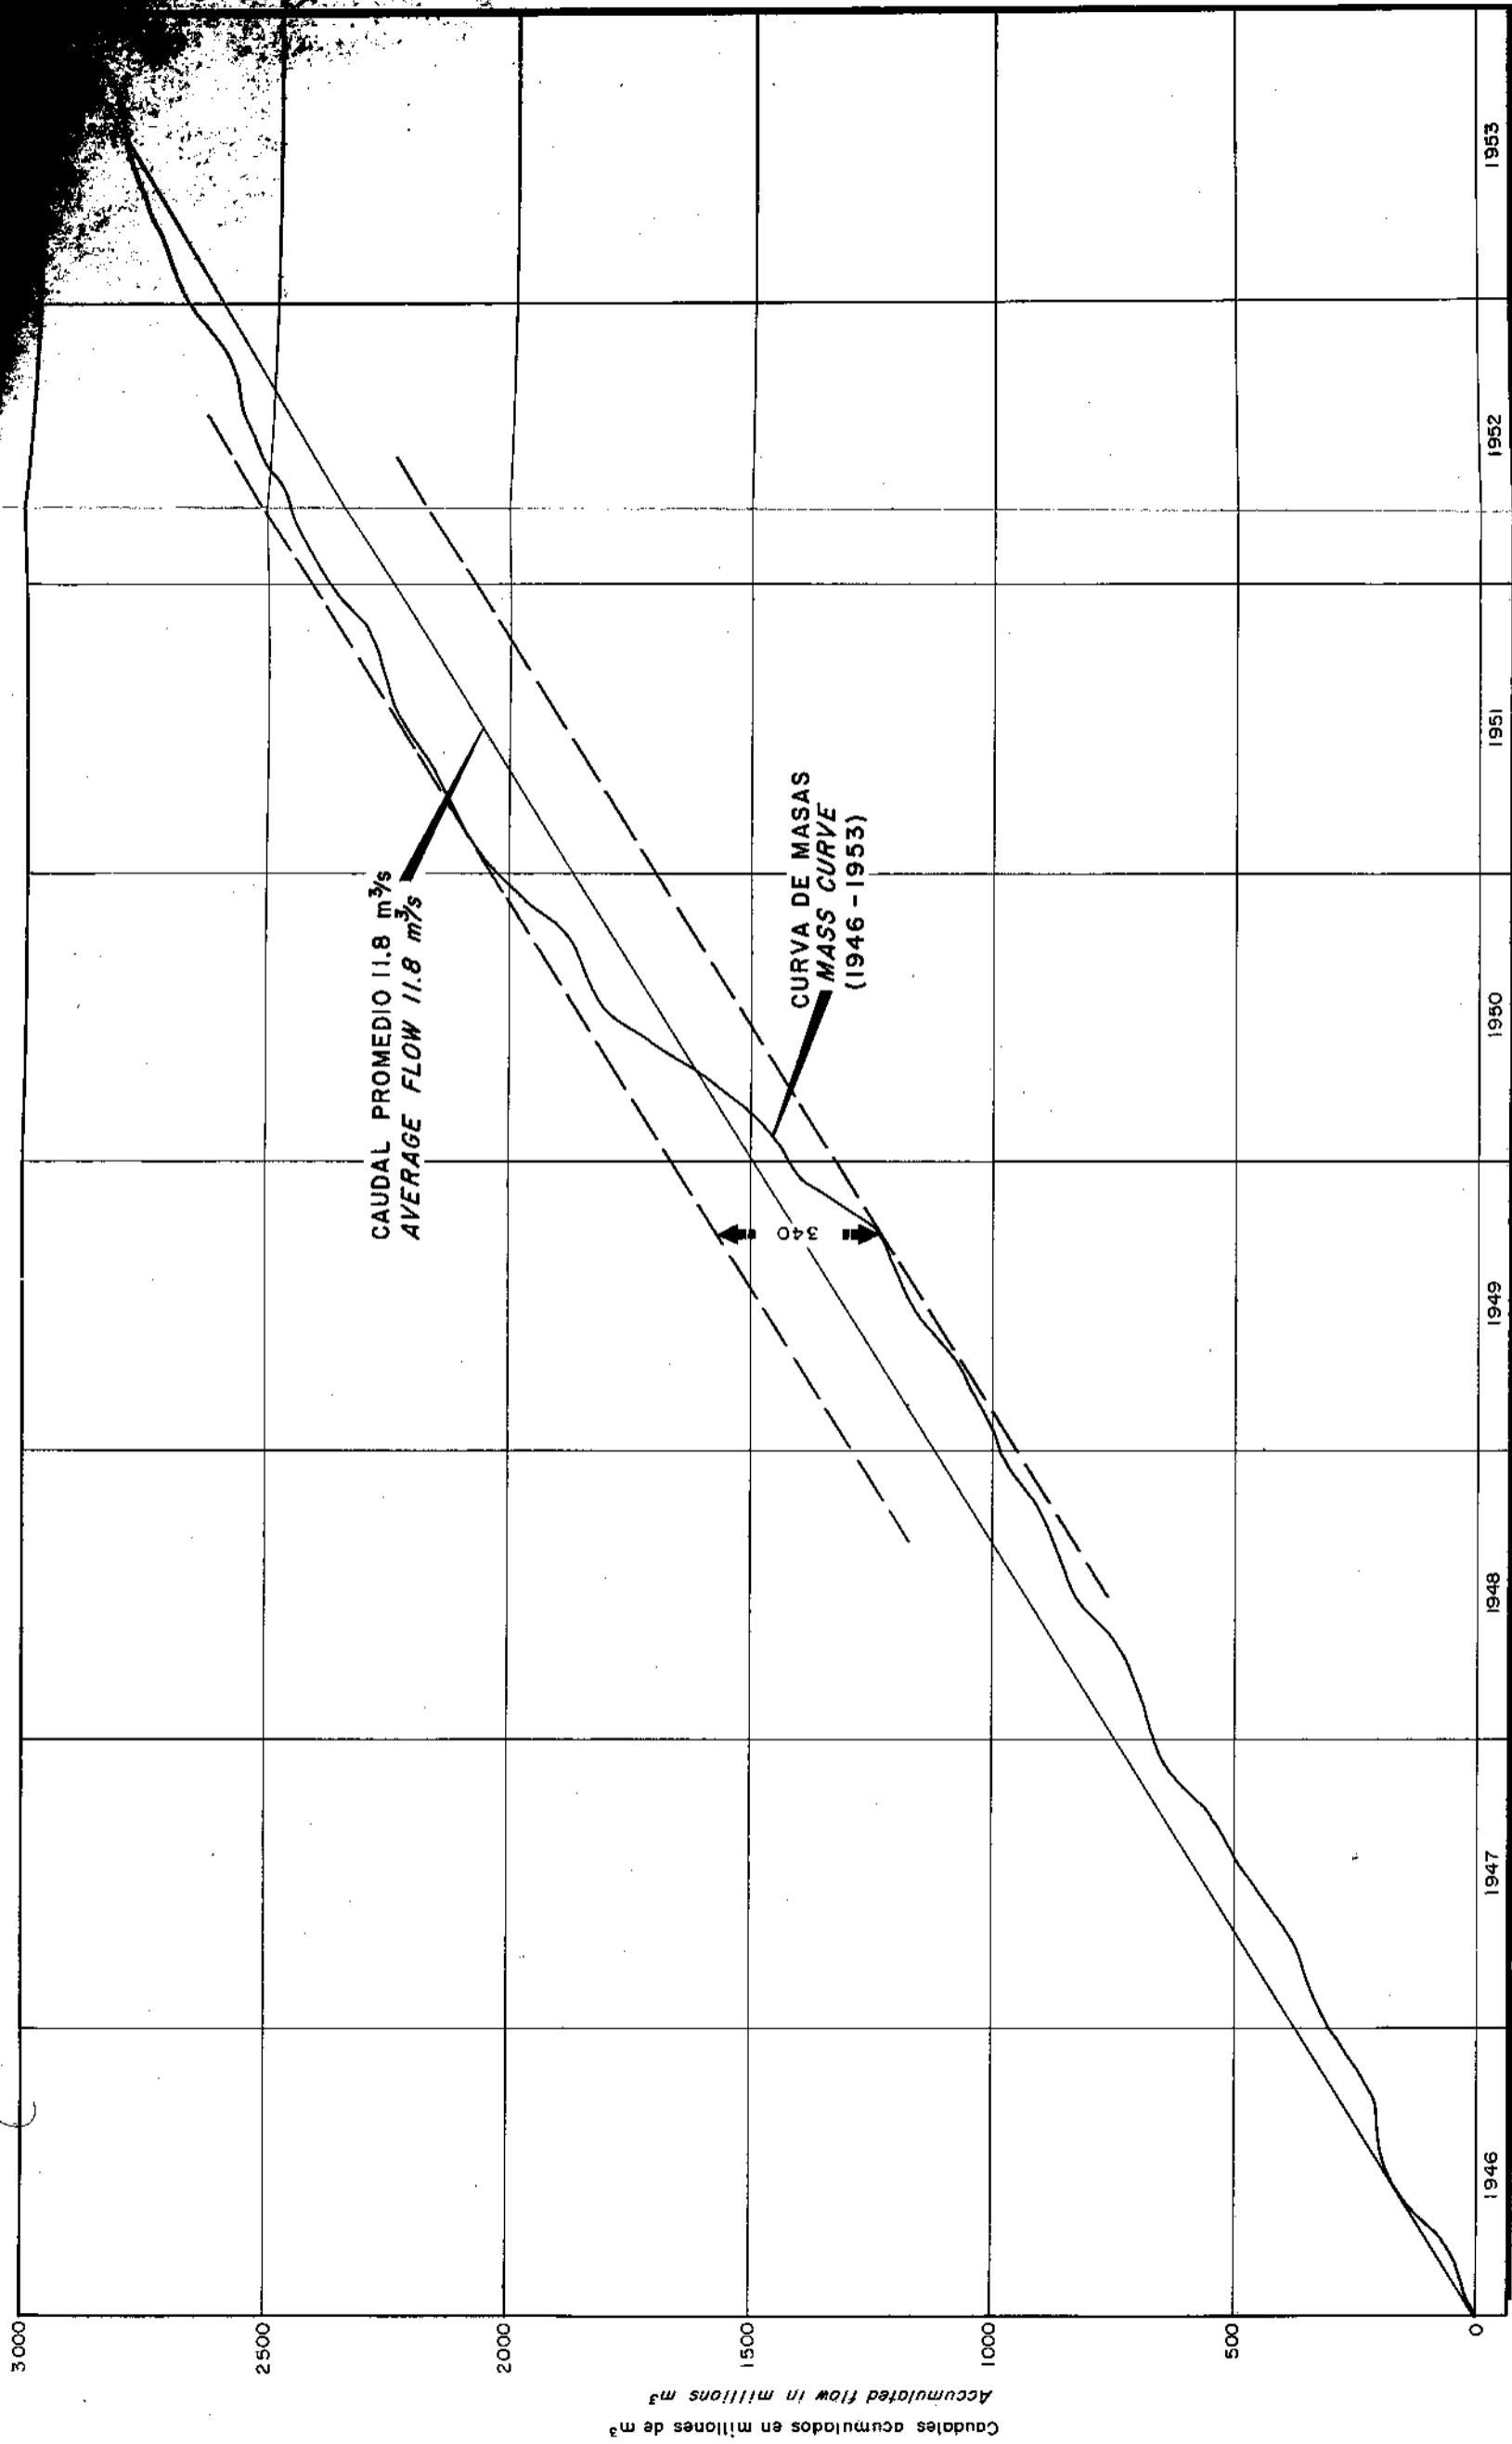 CAUDAL PROMEDIO 11.8 m³/s
AVERAGE FLOW 11.8 m³/s
CURVA DE MASAS
MASS CURVE
(1946-1953)
340
Caudales acumulados en millones de m³
Accumulated flow in millions m³
3000
2500
2000
1500
1000
500
0
1946
1947
1948
1949
1950
1951
1952
1953